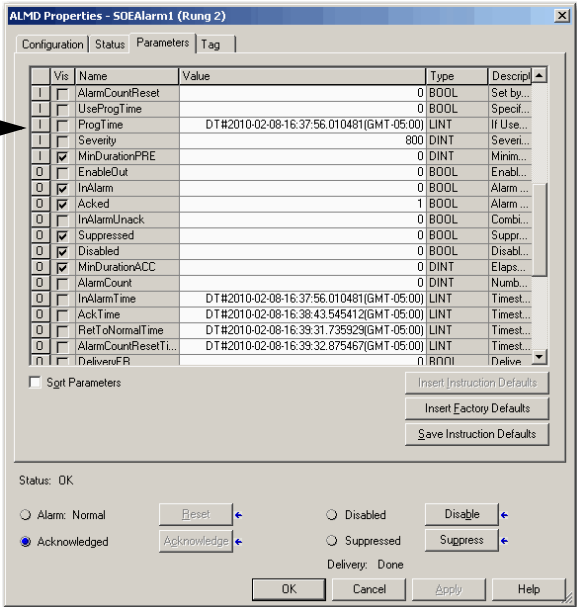 ALMD Properties - SOEAlarm1 (Rung 2)
Configuration Status Parameters Tag
Vis Name Value Type Descript
I AlarmCountReset 0 BOOL Set by...
I UseProgTime 0 BOOL Specif...
I ProgTime DT#2010-02-08-16:37:56.010481(GMT-05:00) LINT If Use...
I Severity 800 DINT Severi...
I MinDurationPRE 0 DINT Minim...
O EnableOut 0 BOOL Enabl...
O InAlarm 0 BOOL Alarm ...
O Acked 1 BOOL Alarm ...
O InAlarmUnack 0 BOOL Combi...
O Suppressed 0 BOOL Suppr...
O Disabled 0 BOOL Disabl...
O MinDurationACC 0 DINT Elaps...
O AlarmCount 0 DINT Numb...
O InAlarmTime DT#2010-02-08-16:37:56.010481(GMT-05:00) LINT Timest...
O AckTime DT#2010-02-08-16:38:43.545412(GMT-05:00) LINT Timest...
O RetToNormalTime DT#2010-02-08-16:39:31.735929(GMT-05:00) LINT Timest...
O AlarmCountResetTi... DT#2010-02-08-16:39:32.875467(GMT-05:00) LINT Timest...
O DeliveryER 0 BOOL Delive
Sort Parameters
Insert Instruction Defaults
Insert Factory Defaults
Save Instruction Defaults
Status: OK
Alarm: Normal Reset Disabled Disable
Acknowledged Acknowledge Suppressed Suppress
Delivery: Done
OK Cancel Apply Help